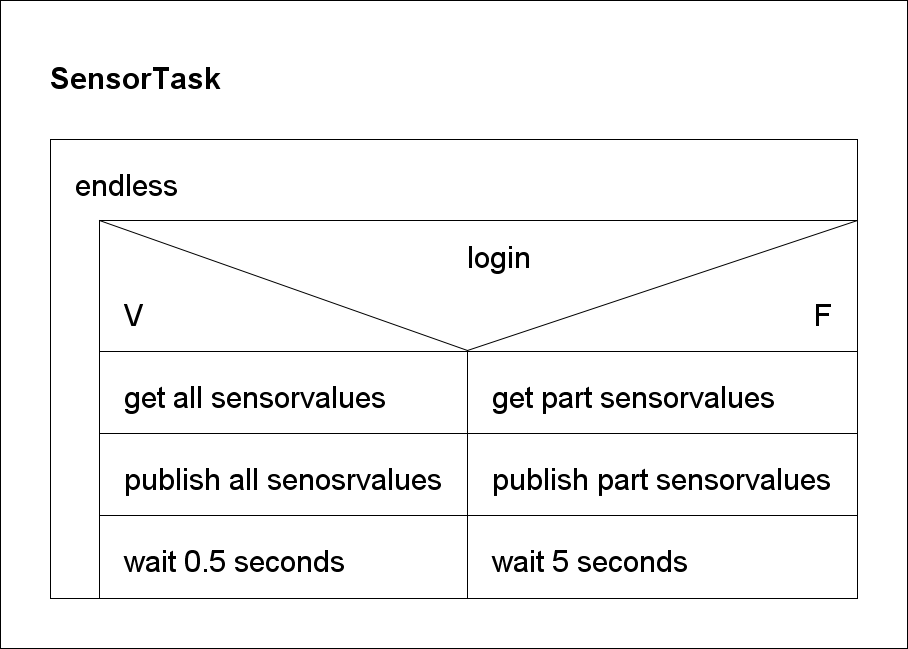 SensorTask
endless
login
V
F
get all sensorvalues
get part sensorvalues
publish all senosrvalues
publish part sensorvalues
wait 0.5 seconds
wait 5 seconds